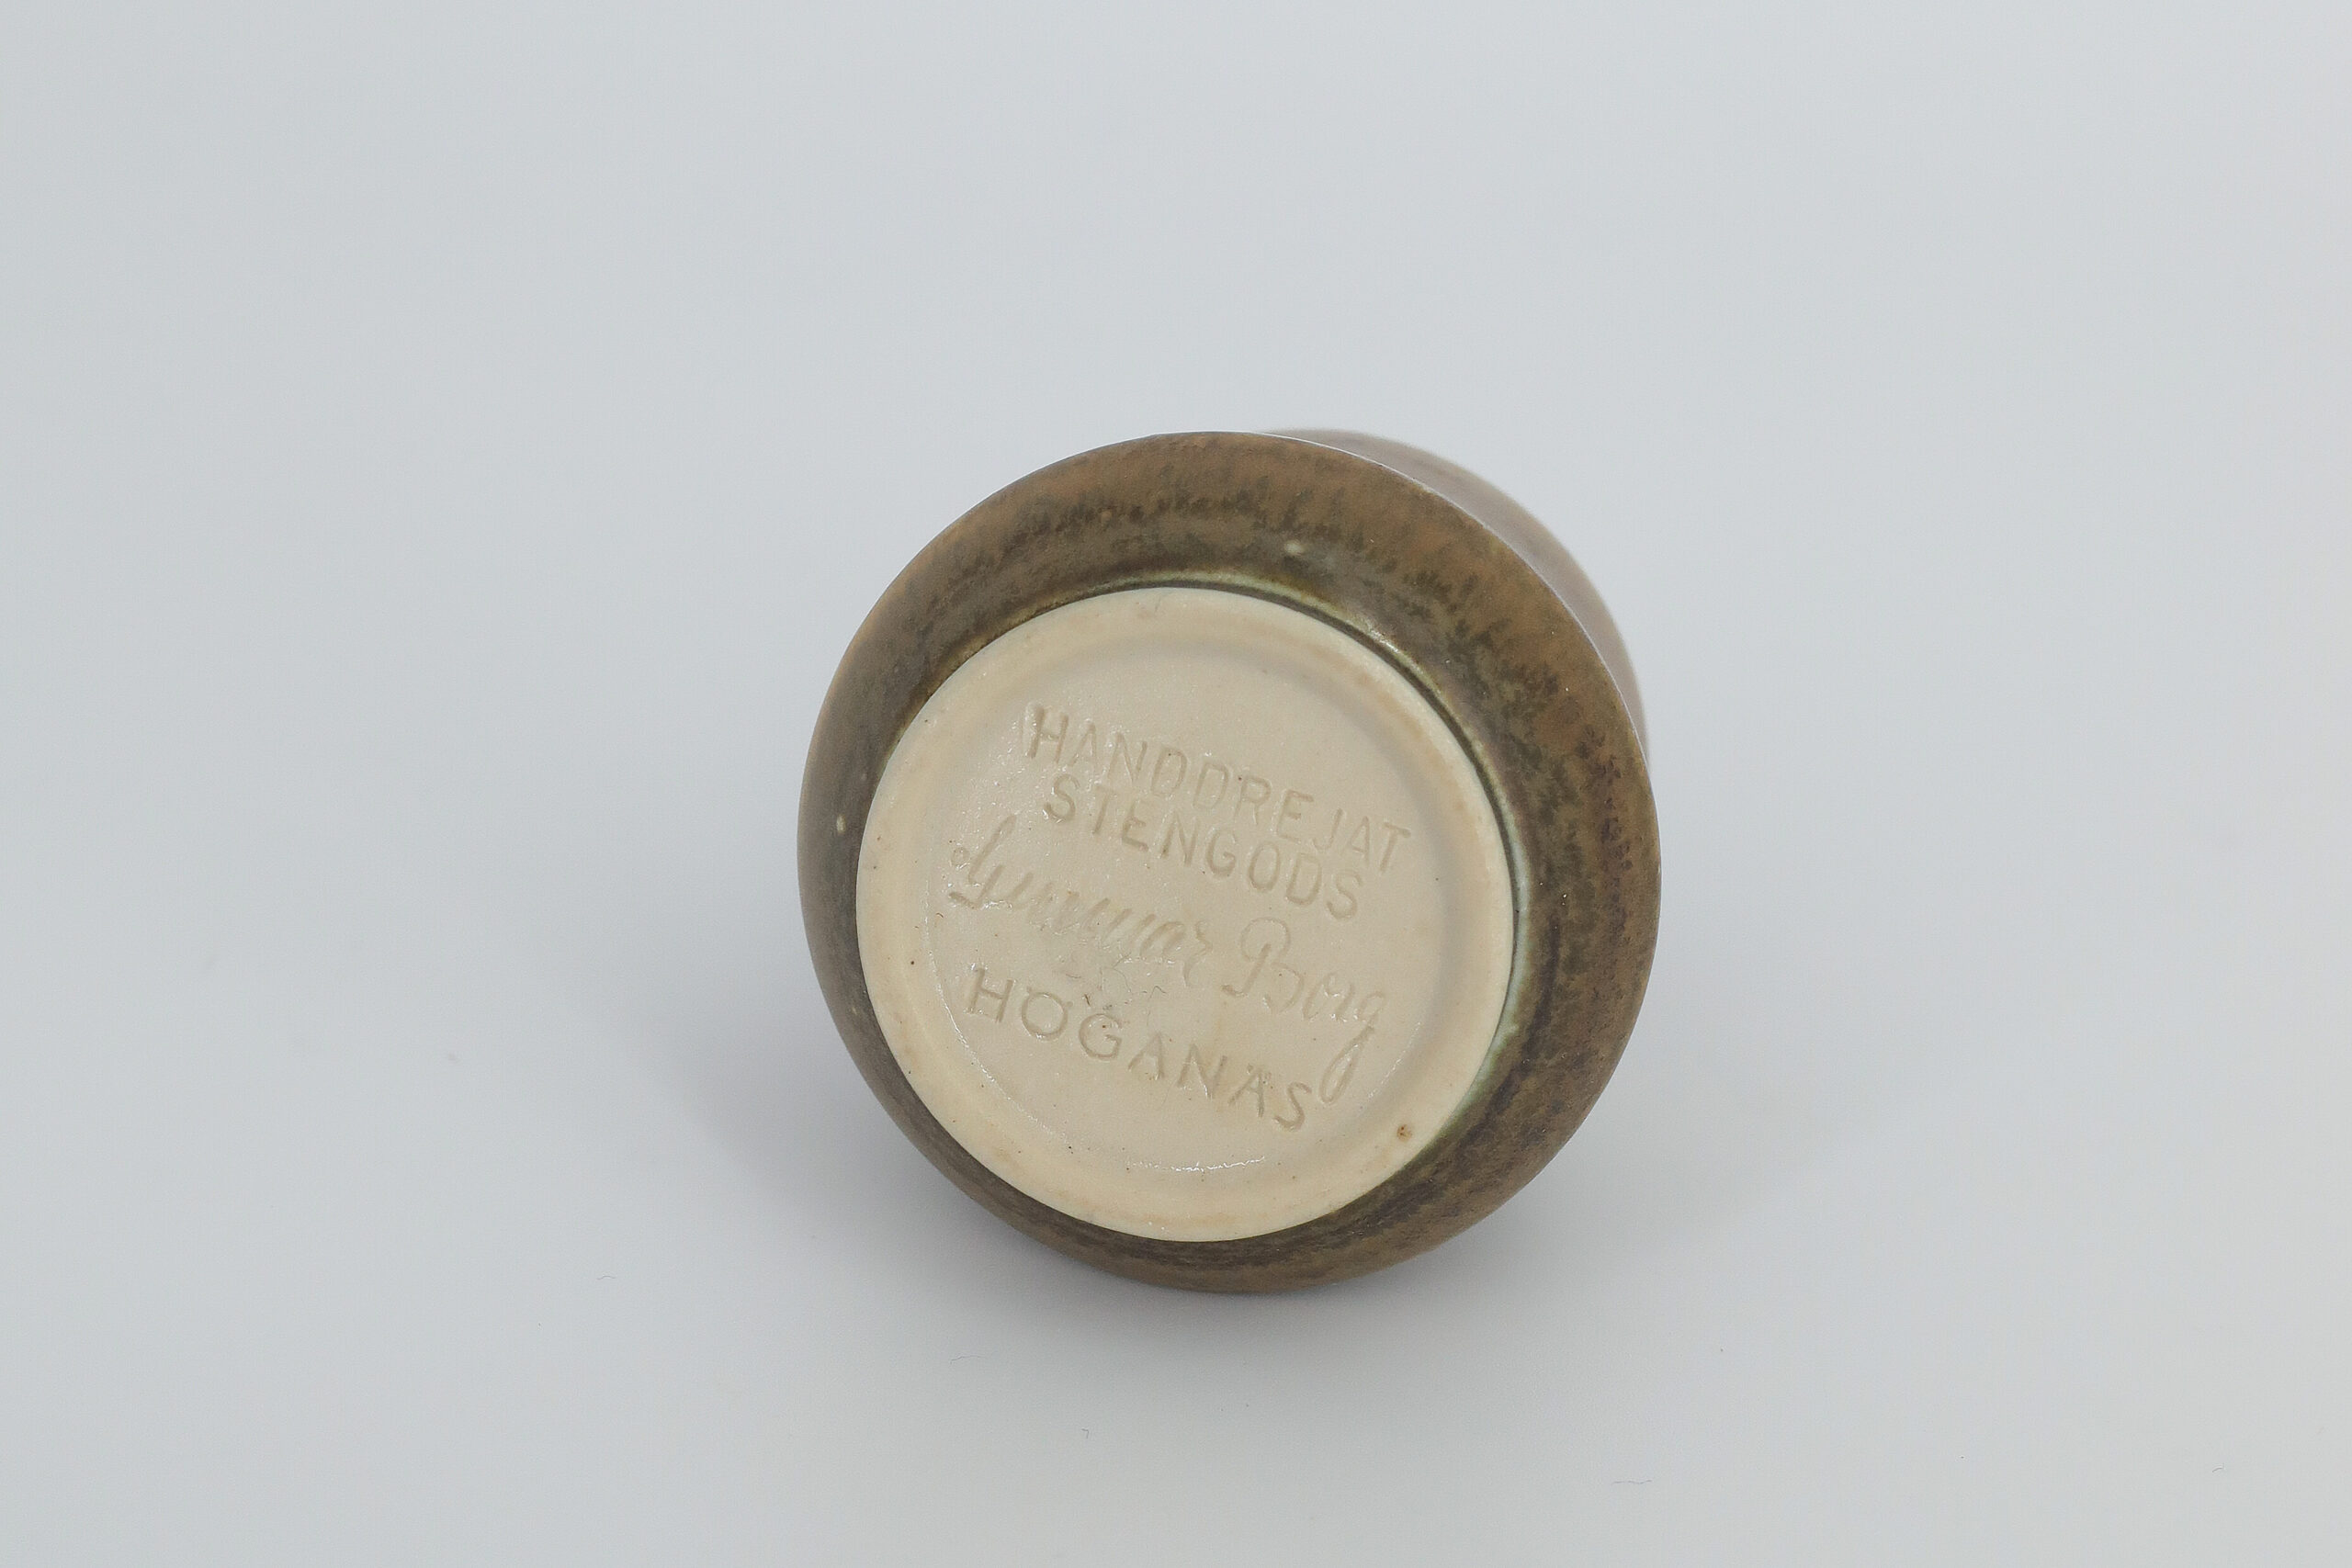 HANDDREJAT
STENGODS
Gunnar Borg
HÖGANÄS